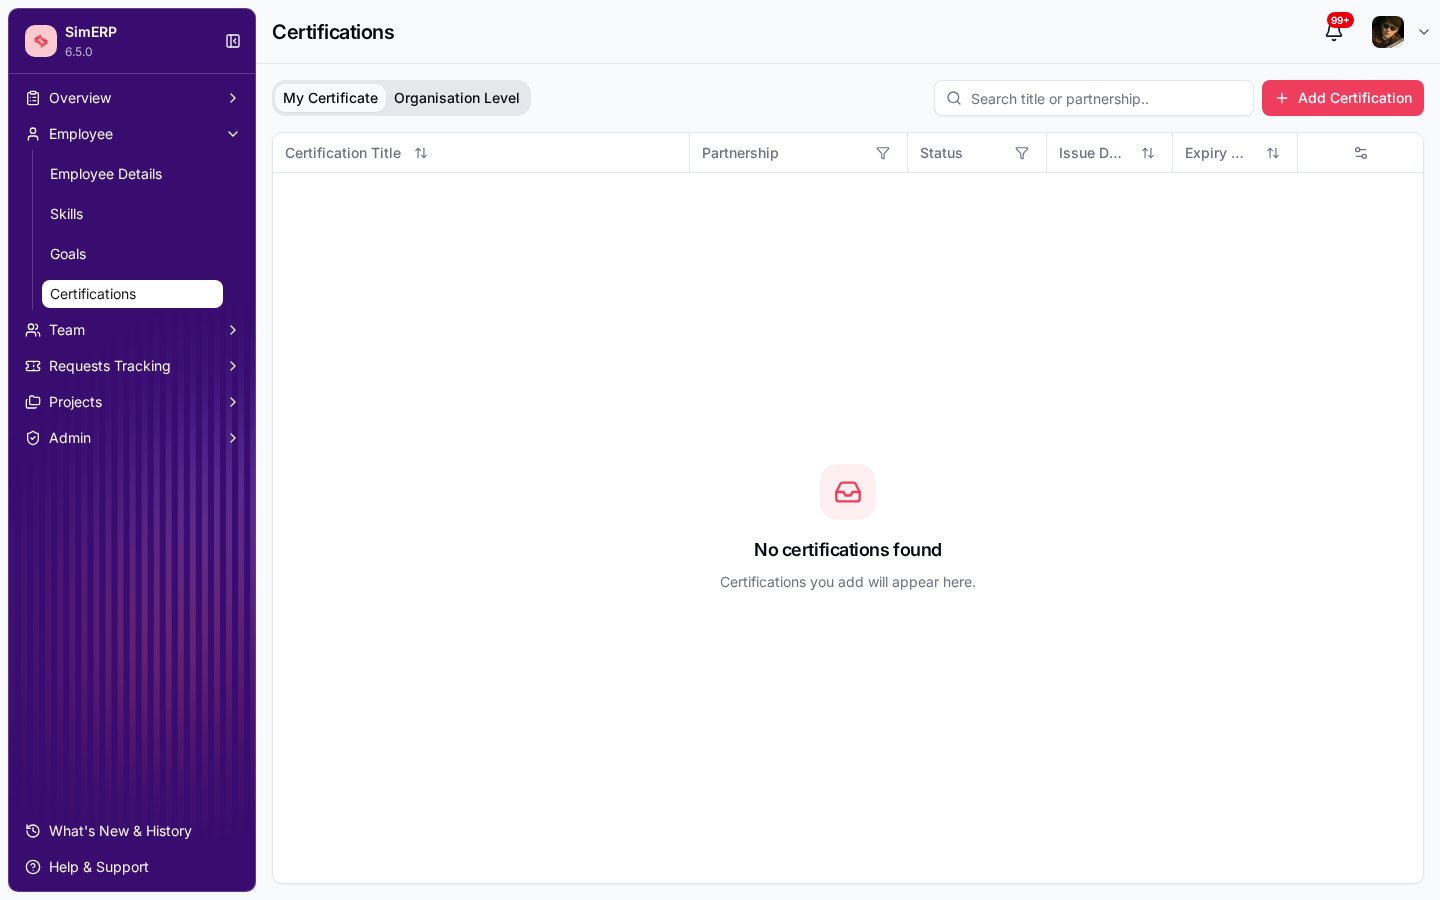 SimERP
6.5.0
Overview
Employee
Employee Details
Skills
Goals
Certifications
Team
Requests Tracking
Projects
Admin
What's New & History
Help & Support
Certifications
99+
My Certificate
Organisation Level
Search title or partnership..
Add Certification
Certification Title
Partnership
Status
Issue D...
Expiry ...
No certifications found
Certifications you add will appear here.